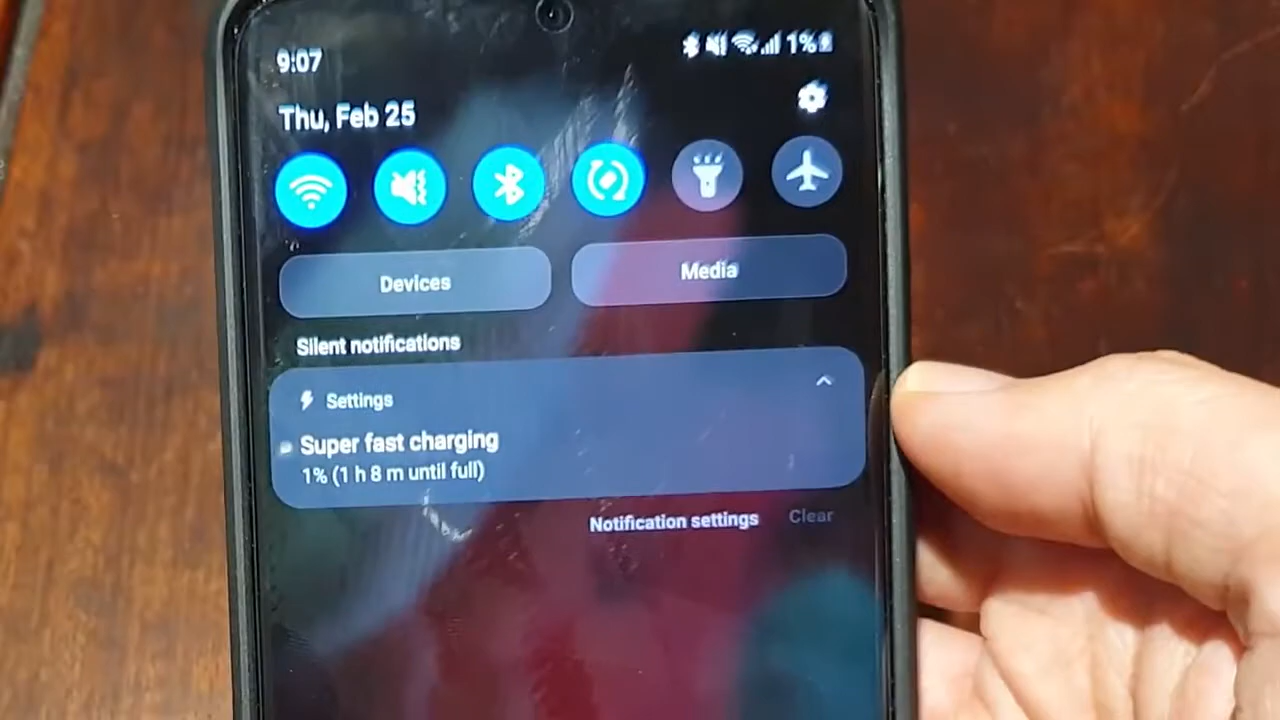 9:07
1%
Thu, Feb 25
Devices
Media
Silent notifications
Settings
Super fast charging
1% (1 h 8 m until full)
Notification settings
Clear